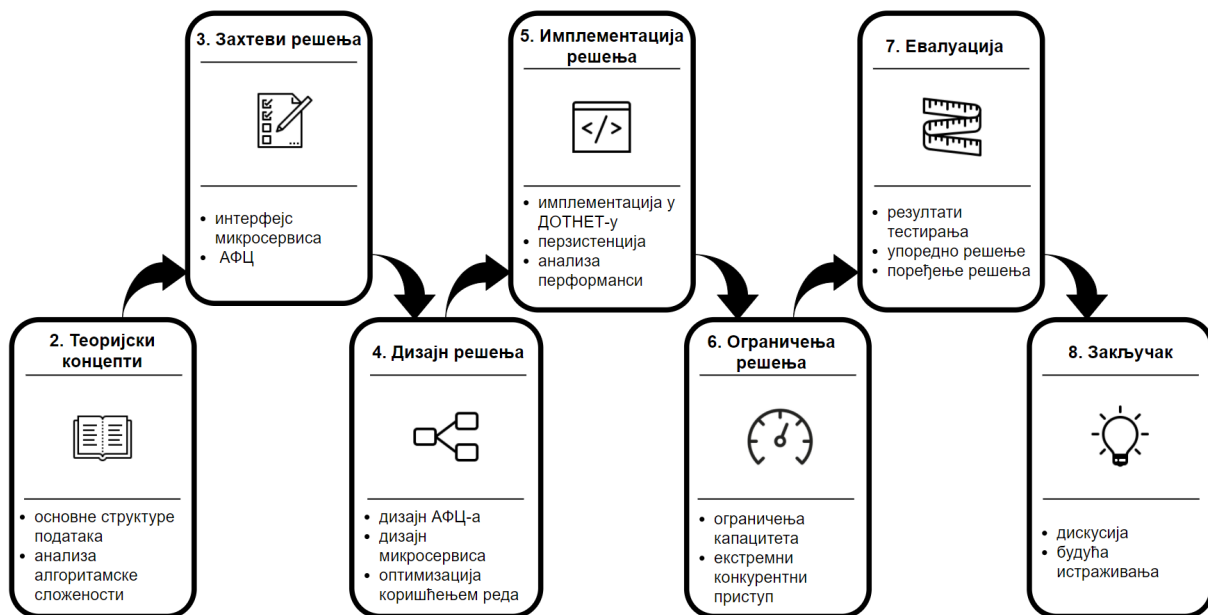 2. Теоријски
концепти
• основне структуре
података
• анализа
алгоритамске
сложености
3. Захтеви решења
• интерфејс
микросервиса
• АФЦ
4. Дизајн решења
• дизајн АФЦ-а
• дизајн
микросервиса
• оптимизација
коришћењем реда
5. Имплементација
решења
</>
• имплементација у
ДОТНЕТ-у
• перзистенција
• анализа
перформанси
6. Ограничења
решења
• ограничења
капацитета
• екстремни
конкурентни
приступ
7. Евалуација
• резултати
тестирања
• упоредно решење
• поређење решења
8. Закључак
• дискусија
• будућа
истраживања